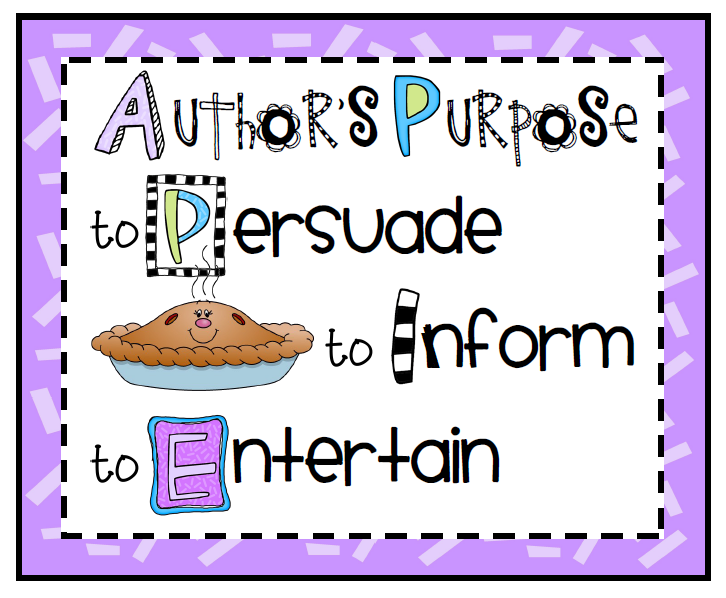 Author's Purpose
to Persuade
to Inform
to Entertain